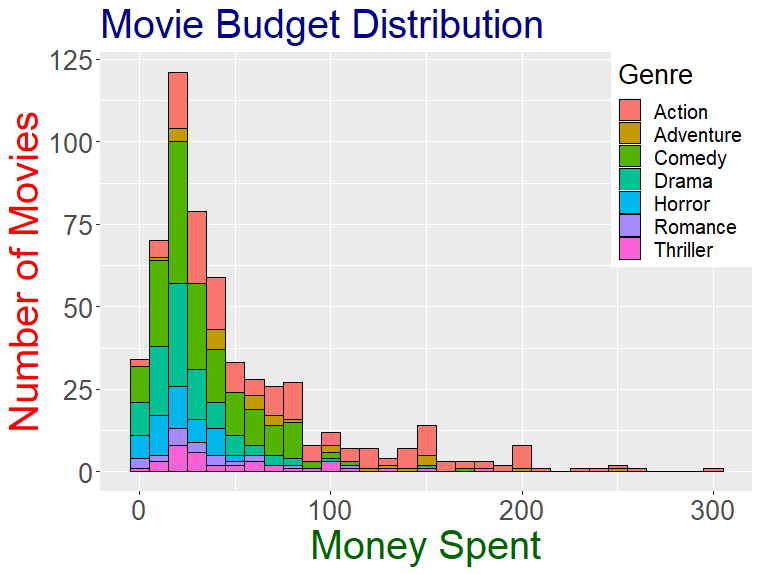 Movie Budget Distribution
Number of Movies
125
100
75
50
25
0
0
100
200
300
Money Spent
Genre
Action
Adventure
Comedy
Drama
Horror
Romance
Thriller